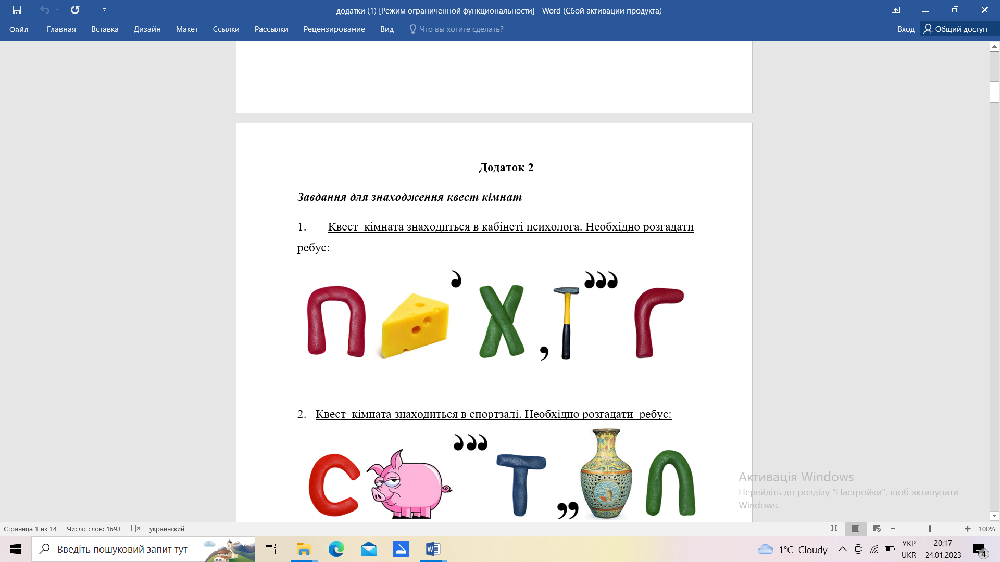 додатки (1) [Режим ограниченной функциональности] - Word (Сбой активации продукта)
Файл Главная Вставка Дизайн Макет Ссылки Рассылки Рецензирование Вид Что вы хотите сделать? Вход Общий доступ
Додаток 2
Завдання для знаходження квест кімнат
1. Квест кімната знаходиться в кабінеті психолога. Необхідно розгадати
ребус:
П ՚ Х , ՚՚՚ Г
2. Квест кімната знаходиться в спортзалі. Необхідно розгадати ребус:
С ՚՚՚ Т ,, Л
Активація Windows
Перейдіть до розділу "Настройки", щоб активувати
Windows.
Страница 1 из 14 Число слов: 1693 украинский 100%
Введіть пошуковий запит тут 1°C Cloudy УКР 20:17
UKR 24.01.2023 4